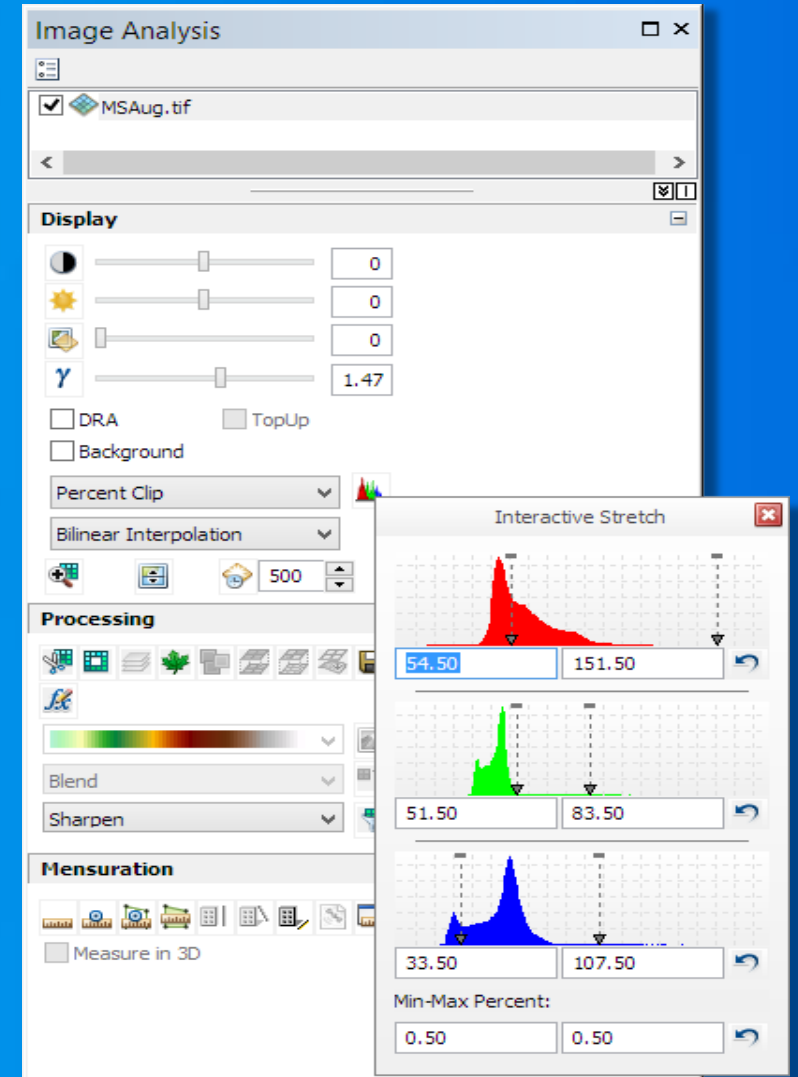 Image Analysis
MSAug.tif
Display
0
0
0
γ 1.47
DRA TopUp
Background
Percent Clip
Bilinear Interpolation
500
Interactive Stretch
54.50 151.50
51.50 83.50
33.50 107.50
Min-Max Percent:
0.50 0.50
Processing
fx
Blend
Sharpen
Mensuration
Measure in 3D